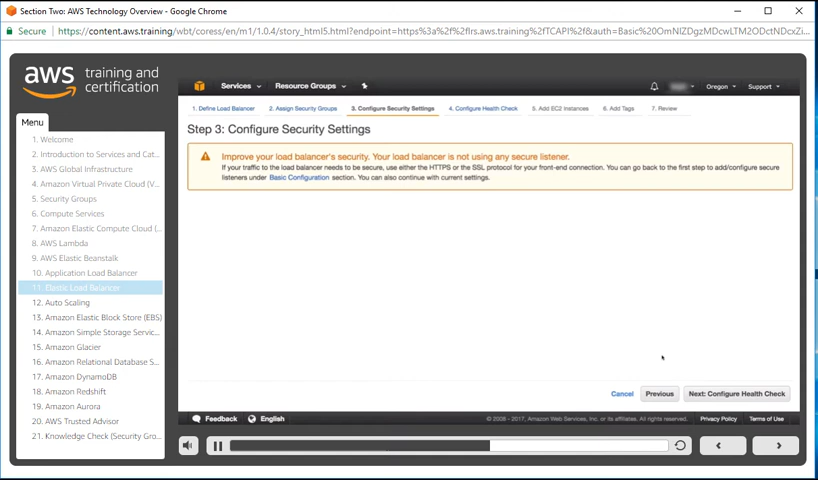 Section Two: AWS Technology Overview - Google Chrome
Secure https://content.aws.training/wbt/coress/en/m1/1.0.4/story_html5.html?endpoint=https%3a%2f%2flrs.aws.training%2fTCAPI%2f&auth=Basic%20OmNlZDgzMDcwLTM2ODctNDcxZi...
aws training and certification
Services Resource Groups Oregon Support
1. Define Load Balancer 2. Assign Security Groups 3. Configure Security Settings 4. Configure Health Check 5. Add EC2 Instances 6. Add Tags 7. Review
Step 3: Configure Security Settings
Improve your load balancer's security. Your load balancer is not using any secure listener.
If your traffic to the load balancer needs to be secure, use either the HTTPS or the SSL protocol for your front-end connection. You can go back to the first step to add/configure secure
listeners under Basic Configuration section. You can also continue with current settings.
Menu
1. Welcome
2. Introduction to Services and Cat...
3. AWS Global Infrastructure
4. Amazon Virtual Private Cloud (V...
5. Security Groups
6. Compute Services
7. Amazon Elastic Compute Cloud (...
8. AWS Lambda
9. AWS Elastic Beanstalk
10. Application Load Balancer
11. Elastic Load Balancer
12. Auto Scaling
13. Amazon Elastic Block Store (EBS)
14. Amazon Simple Storage Servic...
15. Amazon Glacier
16. Amazon Relational Database S...
17. Amazon DynamoDB
18. Amazon Redshift
19. Amazon Aurora
20. AWS Trusted Advisor
21. Knowledge Check (Security Gro...
Cancel Previous Next: Configure Health Check
Feedback English © 2008 - 2017, Amazon Web Services, Inc. or its affiliates. All rights reserved. Privacy Policy Terms of Use